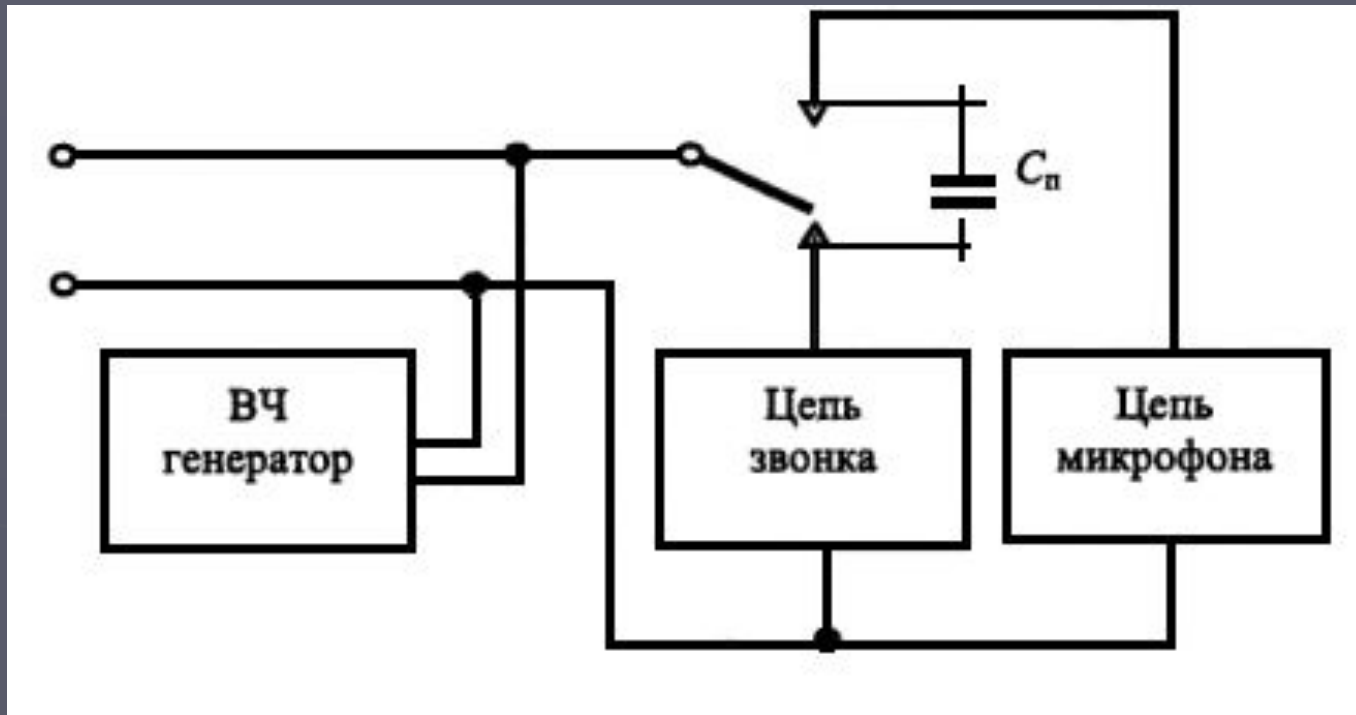 Cп
ВЧ
генератор
Цепь
звонка
Цепь
микрофона